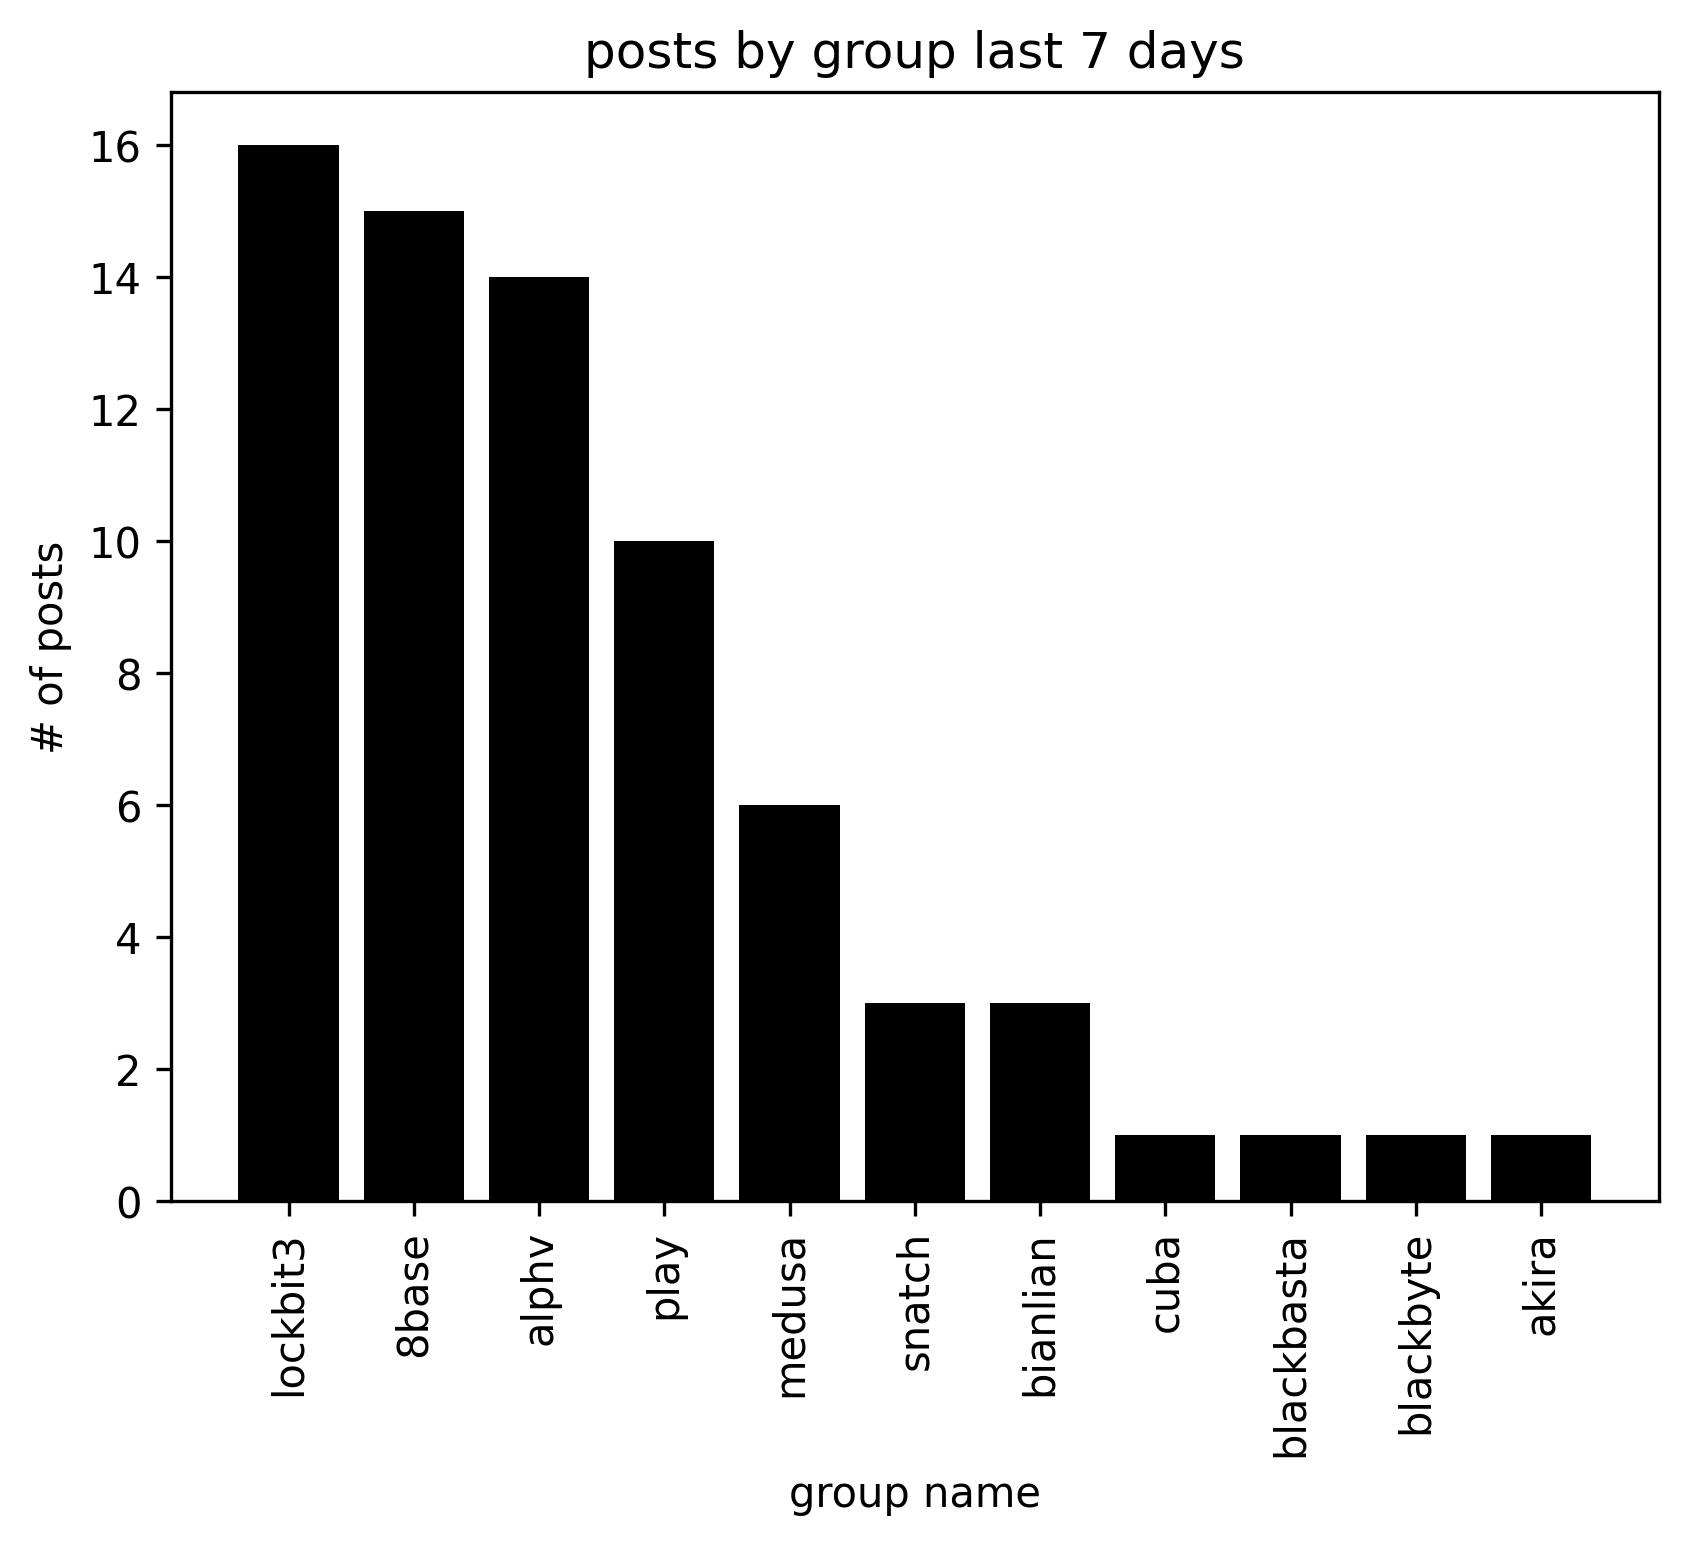 posts by group last 7 days
# of posts
16
14
12
10
8
6
4
2
0
lockbit3
8base
alphv
play
medusa
snatch
bianlian
cuba
blackbasta
blackbyte
akira
group name